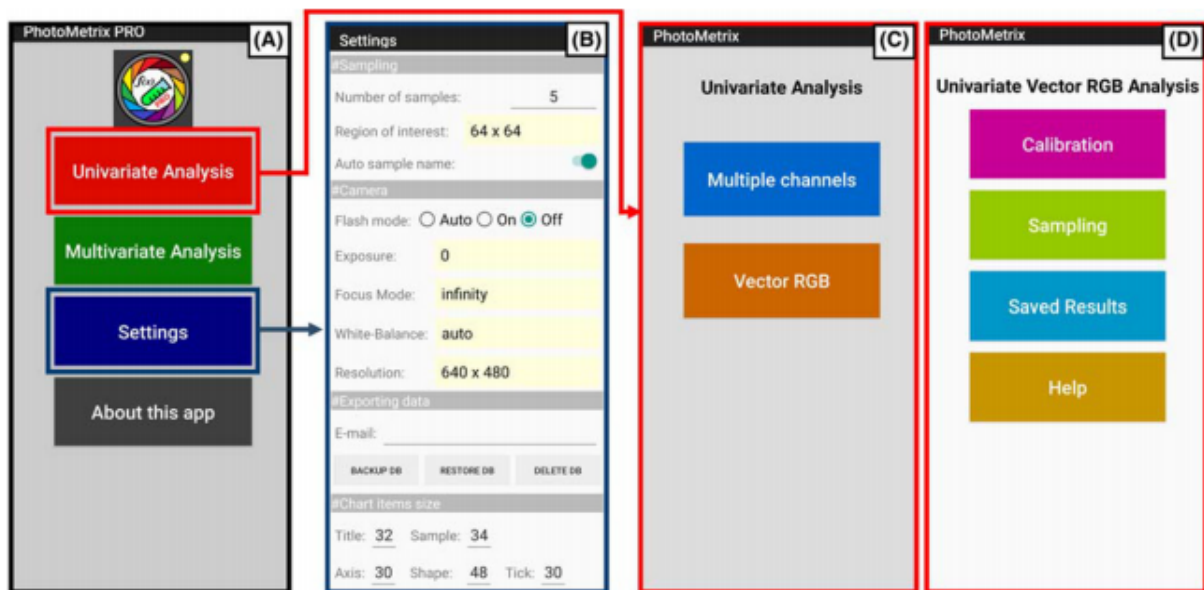 PhotoMetrix PRO
(A)
Univariate Analysis
Multivariate Analysis
Settings
About this app
Settings
(B)
#Sampling
Number of samples: 5
Region of interest: 64 x 64
Auto sample name:
#Camera
Flash mode: Auto On Off
Exposure: 0
Focus Mode: infinity
White-Balance: auto
Resolution: 640 x 480
#Exporting data
E-mail:
BACKUP DB RESTORE DB DELETE DB
#Chart items size
Title: 32 Sample: 34
Axis: 30 Shape: 48 Tick: 30
PhotoMetrix
(C)
Univariate Analysis
Multiple channels
Vector RGB
PhotoMetrix
(D)
Univariate Vector RGB Analysis
Calibration
Sampling
Saved Results
Help